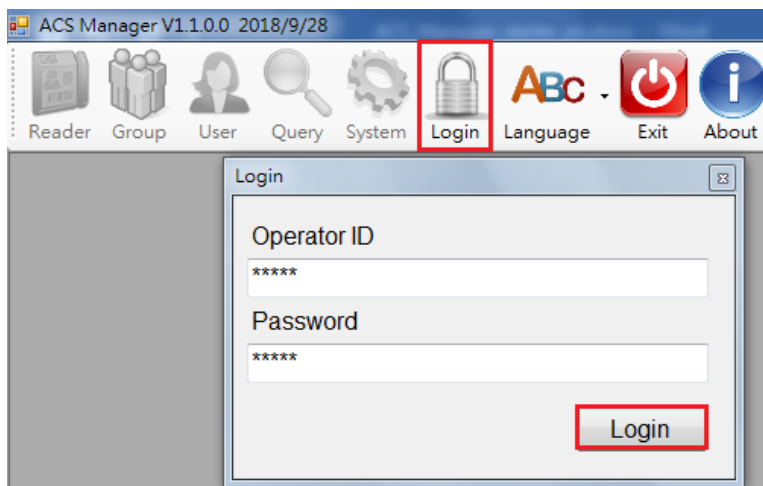 ACS Manager V1.1.0.0 2018/9/28
ABC
Reader Group User Query System Login Language Exit About
Login
Operator ID
*****
Password
*****
Login